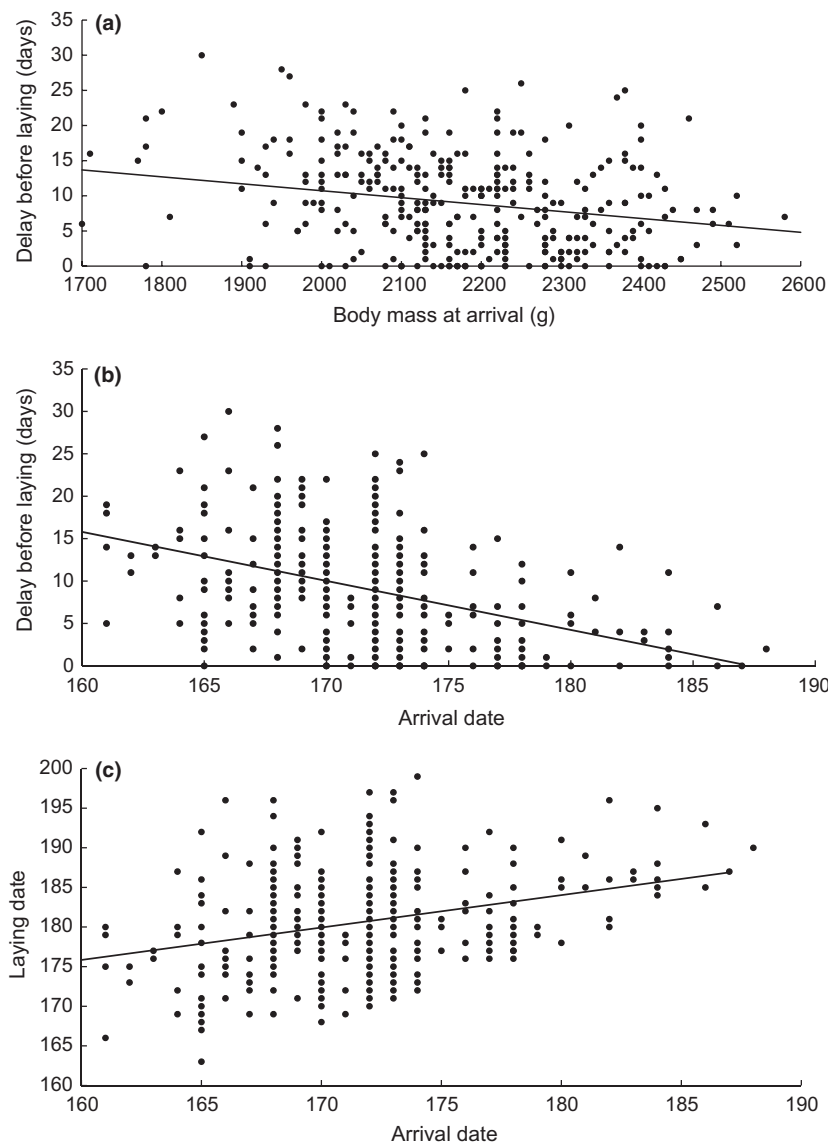 (a)
35
30
25
20
15
10
5
0
Delay before laying (days)
1700 1800 1900 2000 2100 2200 2300 2400 2500 2600
Body mass at arrival (g)
(b)
35
30
25
20
15
10
5
0
Delay before laying (days)
160 165 170 175 180 185 190
Arrival date
(c)
200
195
190
185
180
175
170
165
160
Laying date
160 165 170 175 180 185 190
Arrival date